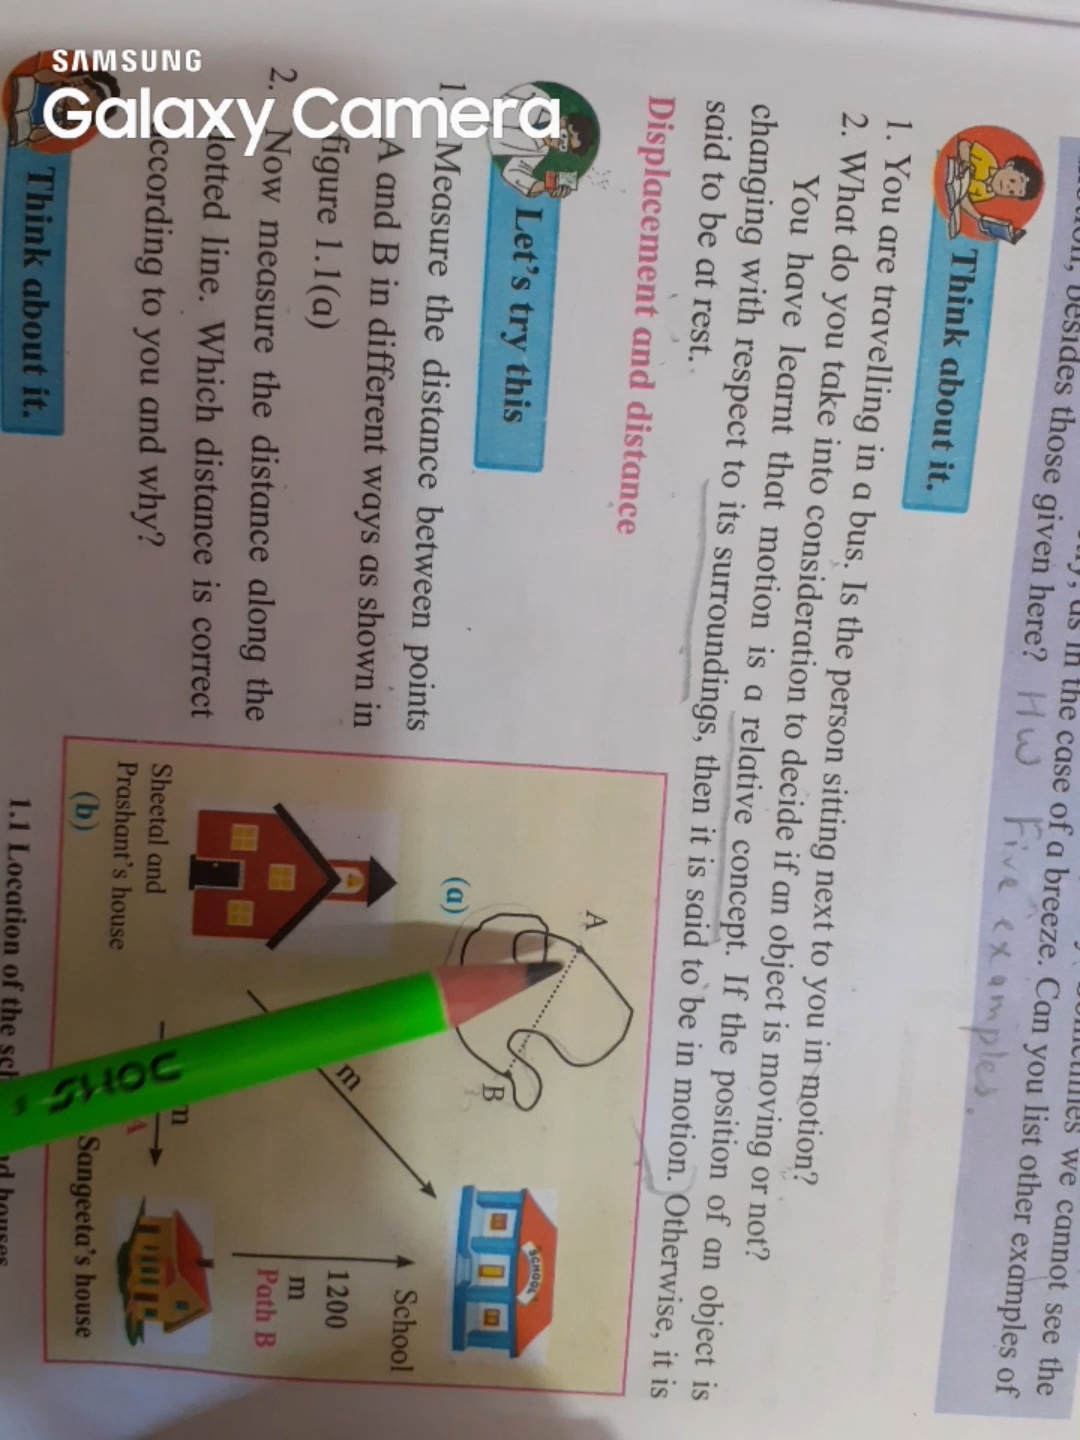 SAMSUNG
Galaxy Camera
besides those given here? HW Five examples.
in the case of a breeze. Can you list other examples of
sometimes we cannot see the
Think about it.
1. You are travelling in a bus. Is the person sitting next to you in motion?
2. What do you take into consideration to decide if an object is moving or not?
You have learnt that motion is a relative concept. If the position of an object is
changing with respect to its surroundings, then it is said to be in motion. Otherwise, it is
said to be at rest.
Displacement and distance
Let's try this
1. Measure the distance between points
A and B in different ways as shown in
figure 1.1(a)
2. Now measure the distance along the
dotted line. Which distance is correct
according to you and why?
Think about it.
A
B
(a)
m
SCHOOL
School
1200
m
Path B
m
A
Sheetal and
Prashant's house
Sangeeta's house
(b)
1.1 Location of the
houses
DOMS